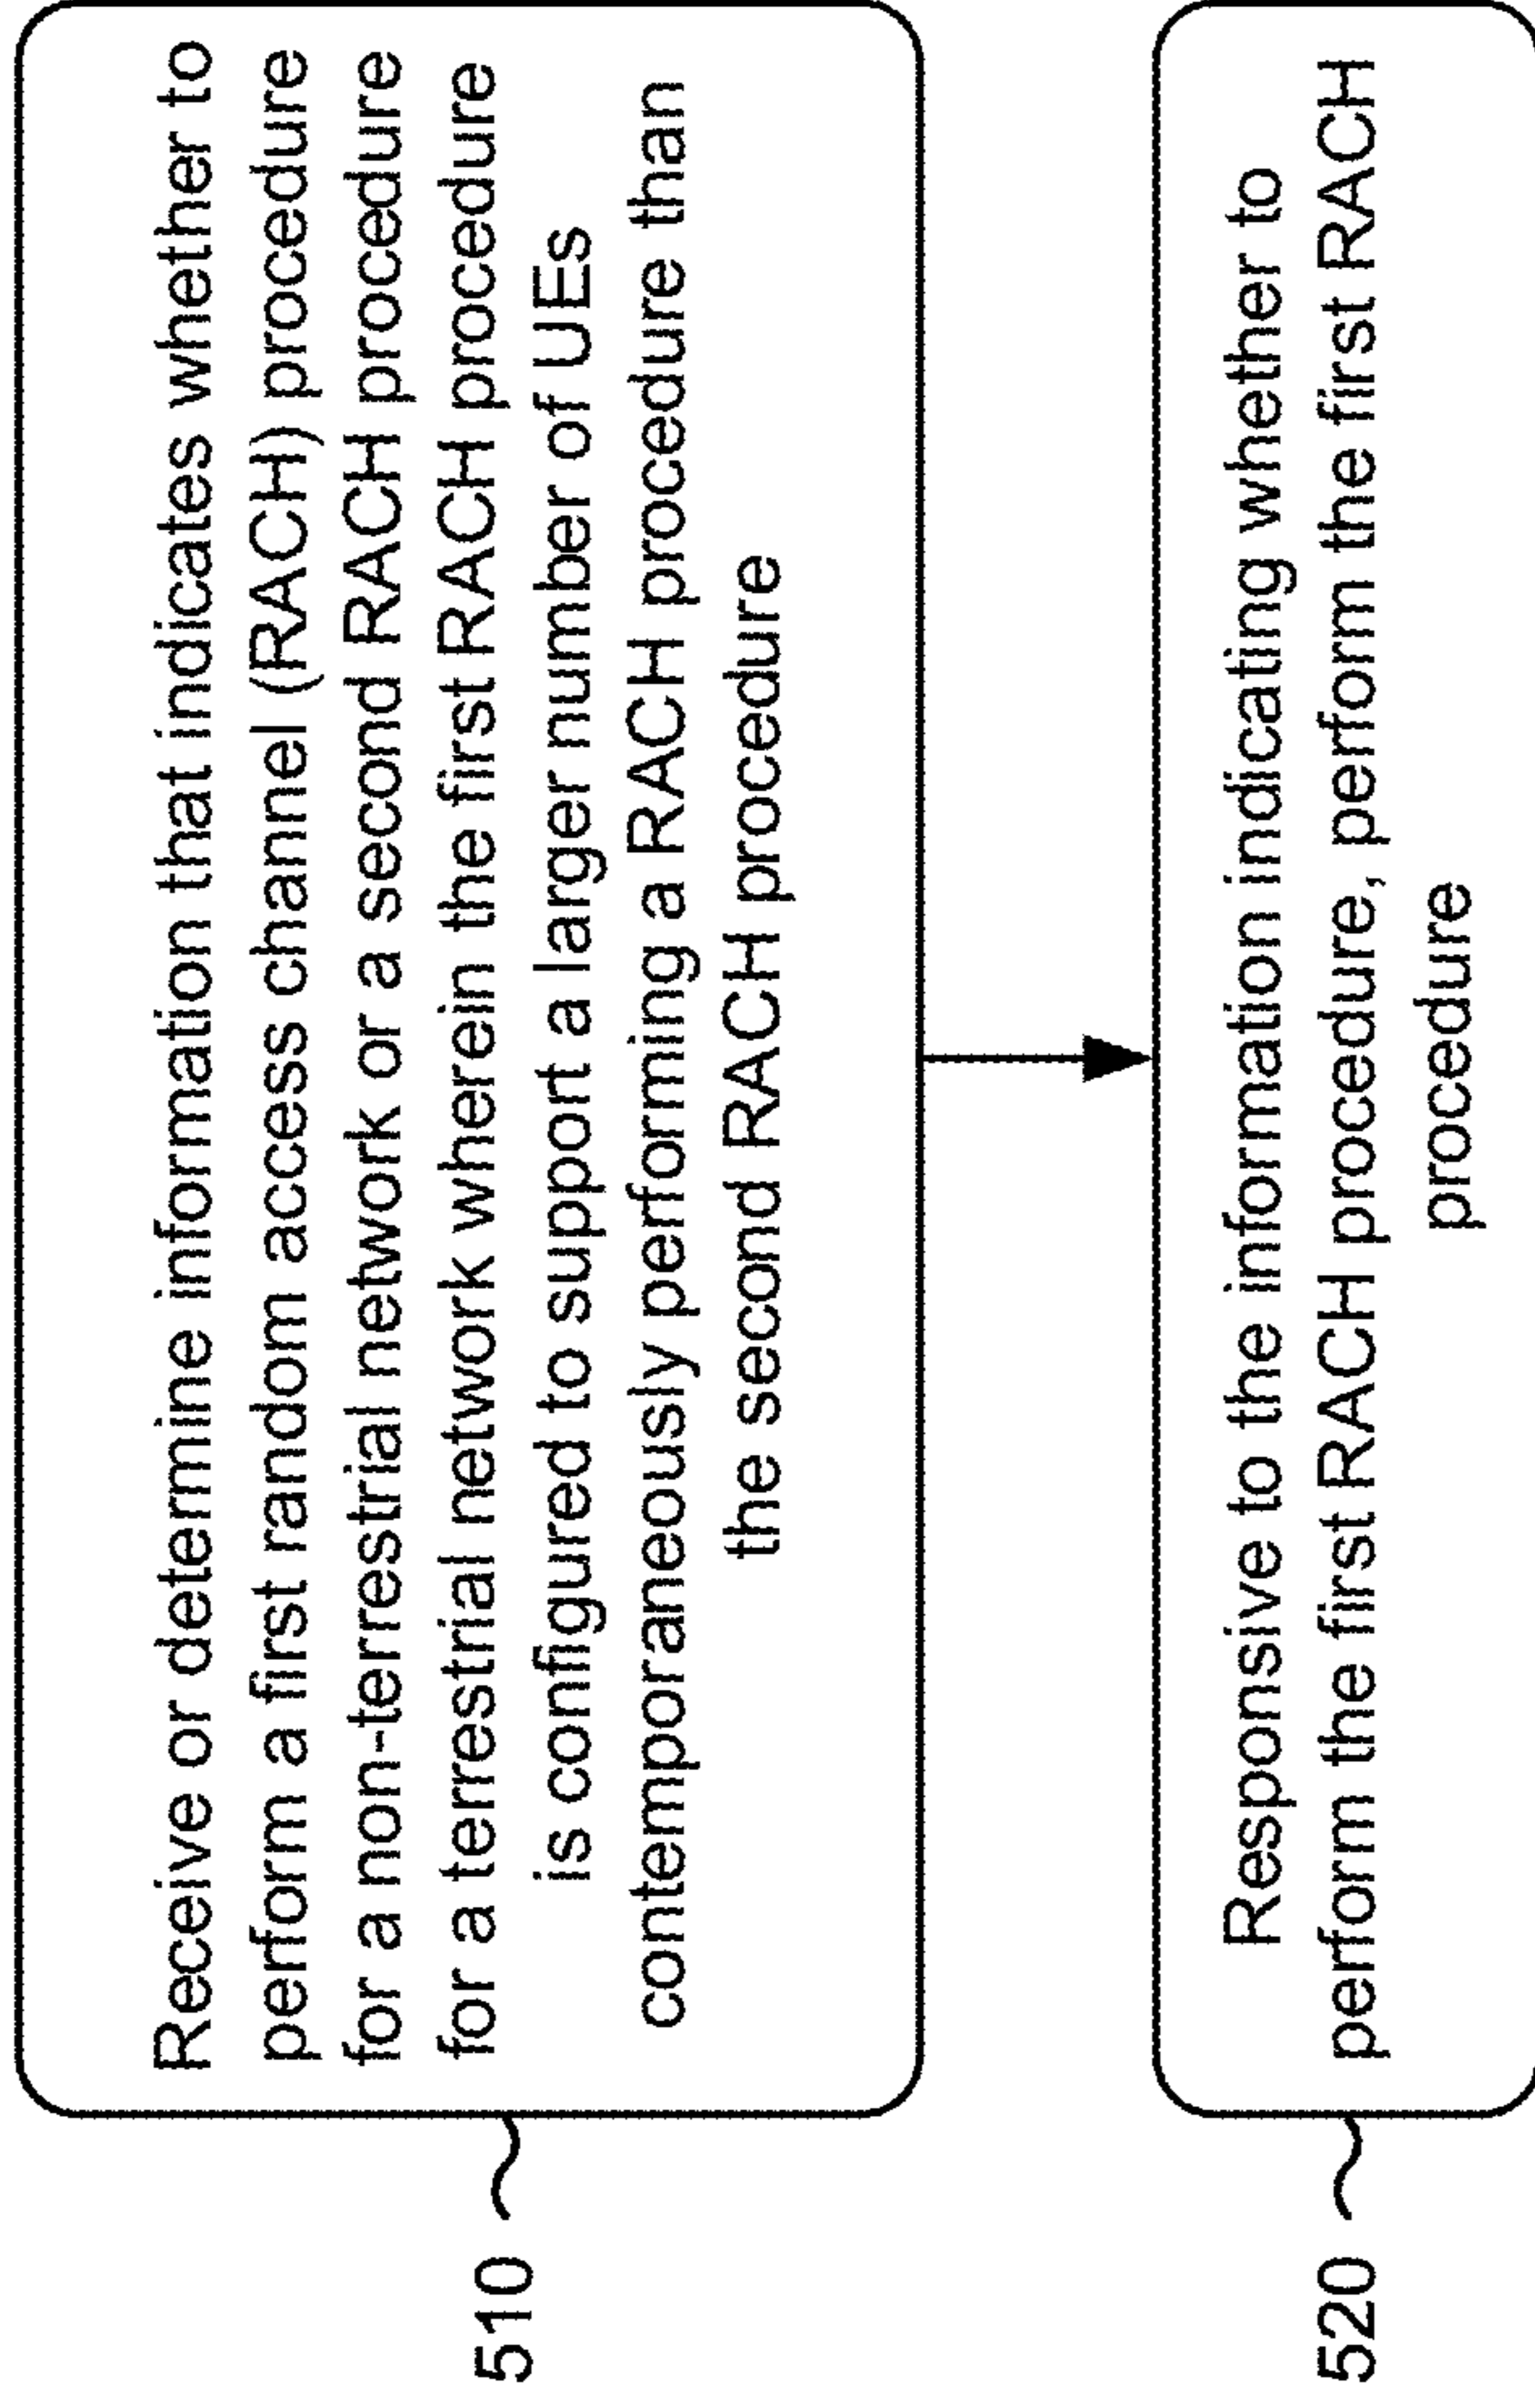 510
Receive or determine information that indicates whether to
perform a first random access channel (RACH) procedure
for a non-terrestrial network or a second RACH procedure
for a terrestrial network wherein the first RACH procedure
is configured to support a larger number of UEs
contemporaneously performing a RACH procedure than
the second RACH procedure
520
Responsive to the information indicating whether to
perform the first RACH procedure, perform the first RACH
procedure